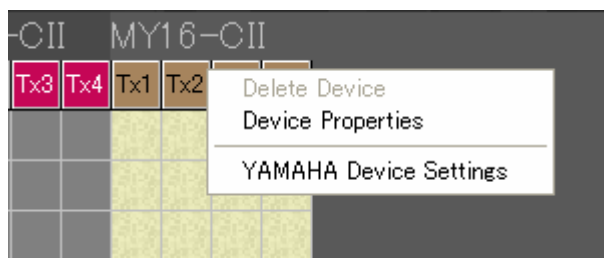 -CII MY16-CII
Tx3 Tx4 Tx1 Tx2
Delete Device
Device Properties
YAMAHA Device Settings